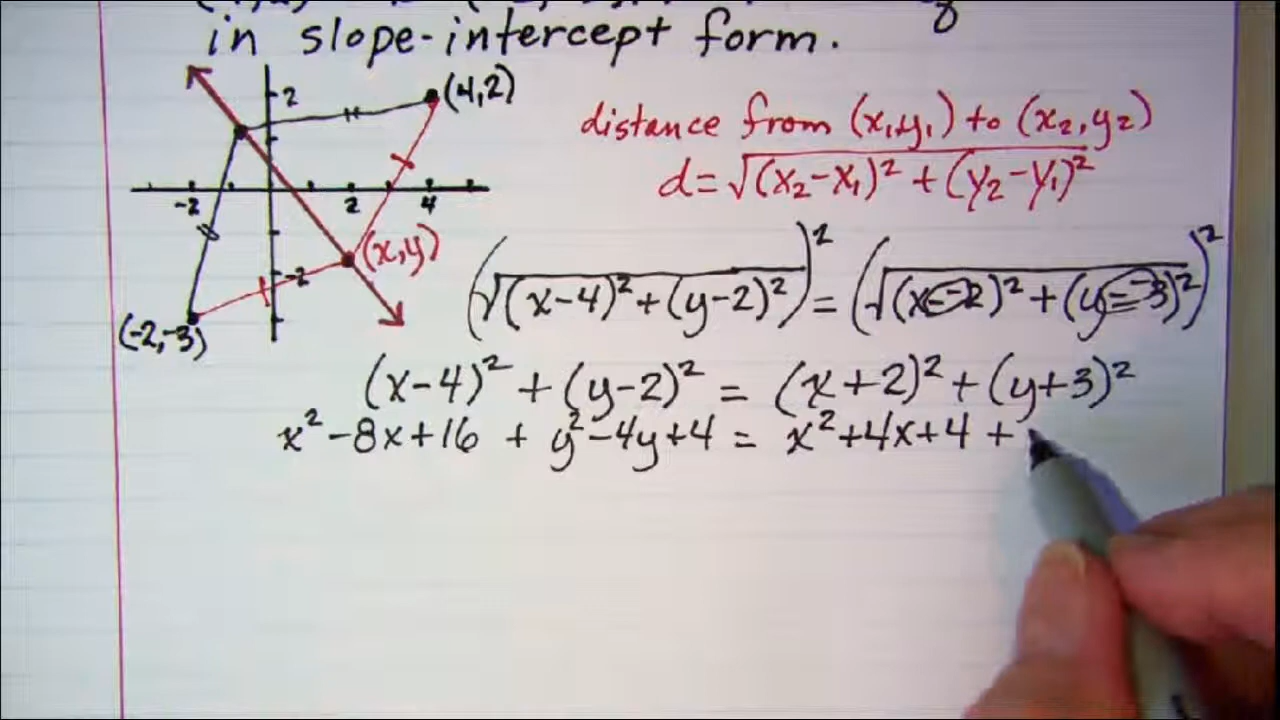 in slope-intercept form.
2
(4,2)
distance from (x₁,y₁) to (x₂,y₂)
d=√(x₂-x₁)²+(y₂-y₁)²
-2
2
4
(x,y)
-2
(-2,-3)
(√(x-4)²+(y-2)²)²=(√(x--2)²+(y--3)²)²
(x-4)²+(y-2)²=(x+2)²+(y+3)²
x²-8x+16+y²-4y+4=x²+4x+4+